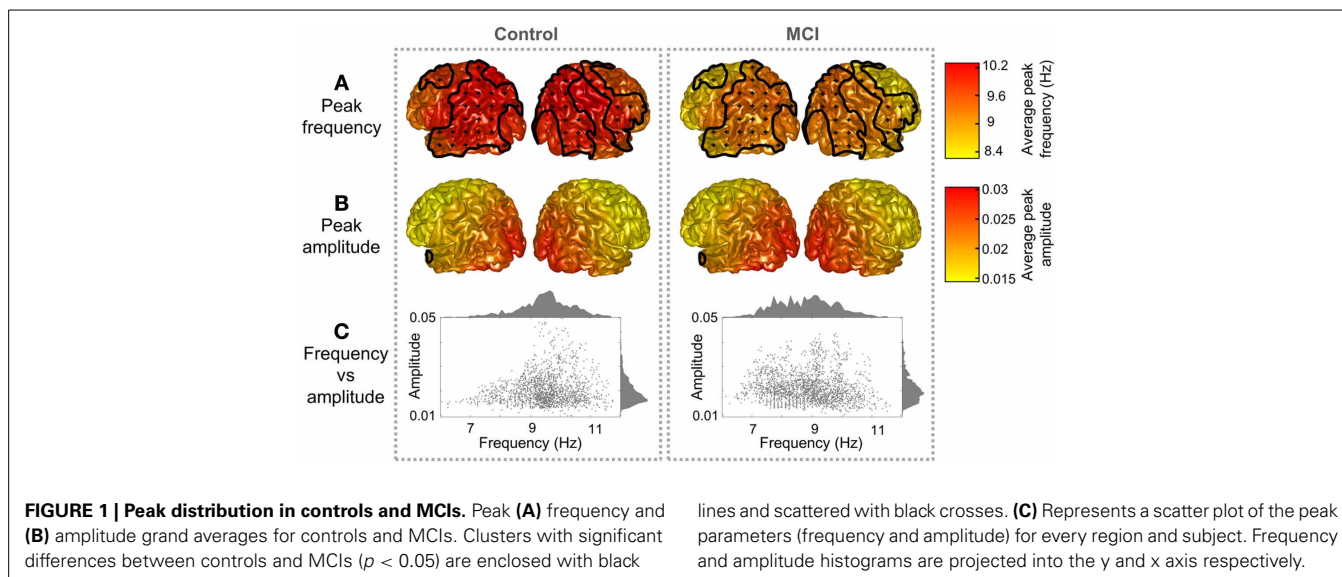 Control
MCI
A
Peak
frequency
10.2
9.6
9
8.4
Average peak
frequency (Hz)
B
Peak
amplitude
0.03
0.025
0.02
0.015
Average peak
amplitude
C
Frequency
vs
amplitude
0.05
Amplitude
0.01
7
9
11
Frequency (Hz)
0.05
Amplitude
0.01
7
9
11
Frequency (Hz)
FIGURE 1 | Peak distribution in controls and MCIs. Peak (A) frequency and
(B) amplitude grand averages for controls and MCIs. Clusters with significant
differences between controls and MCIs (p < 0.05) are enclosed with black
lines and scattered with black crosses. (C) Represents a scatter plot of the peak
parameters (frequency and amplitude) for every region and subject. Frequency
and amplitude histograms are projected into the y and x axis respectively.